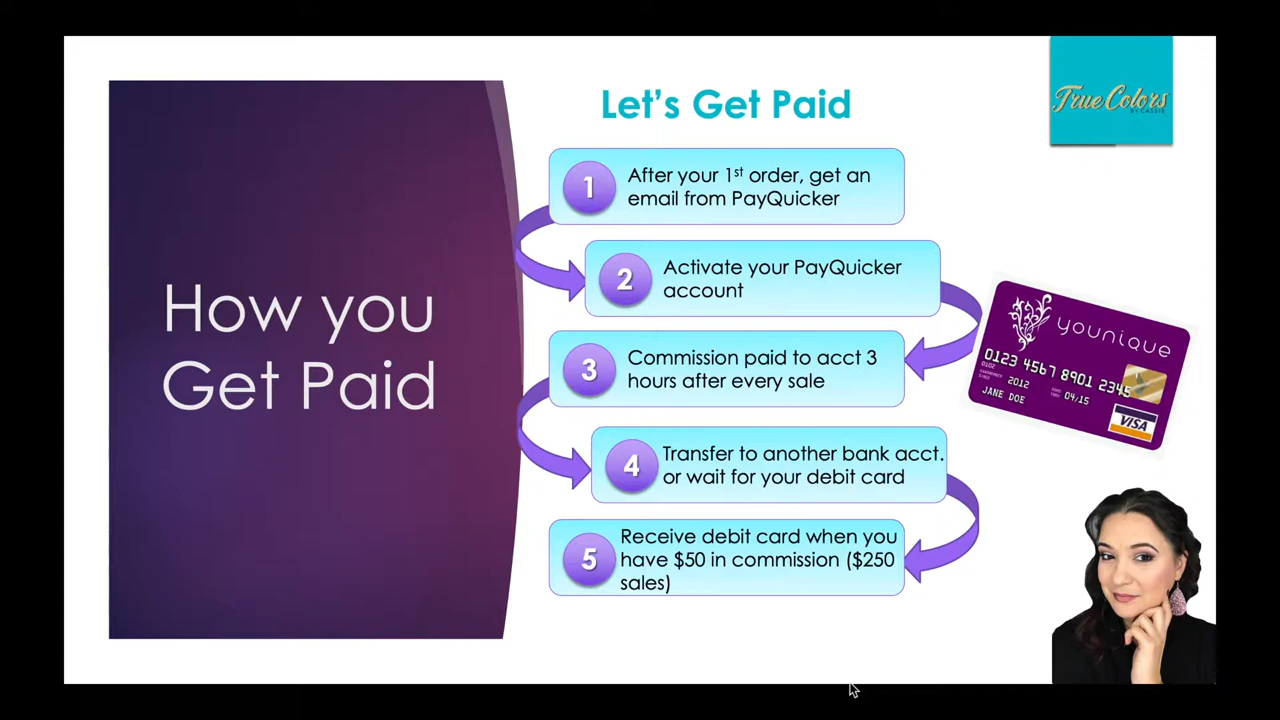 Let's Get Paid
True Colors
BY CASSIE
How you
Get Paid
1
After your 1st order, get an
email from PayQuicker
2
Activate your PayQuicker
account
3
Commission paid to acct 3
hours after every sale
4
Transfer to another bank acct.
or wait for your debit card
5
Receive debit card when you
have $50 in commission ($250
sales)
younique
0123 4567 8901 2345
0102
2012
04/15
JANE DOE
VISA